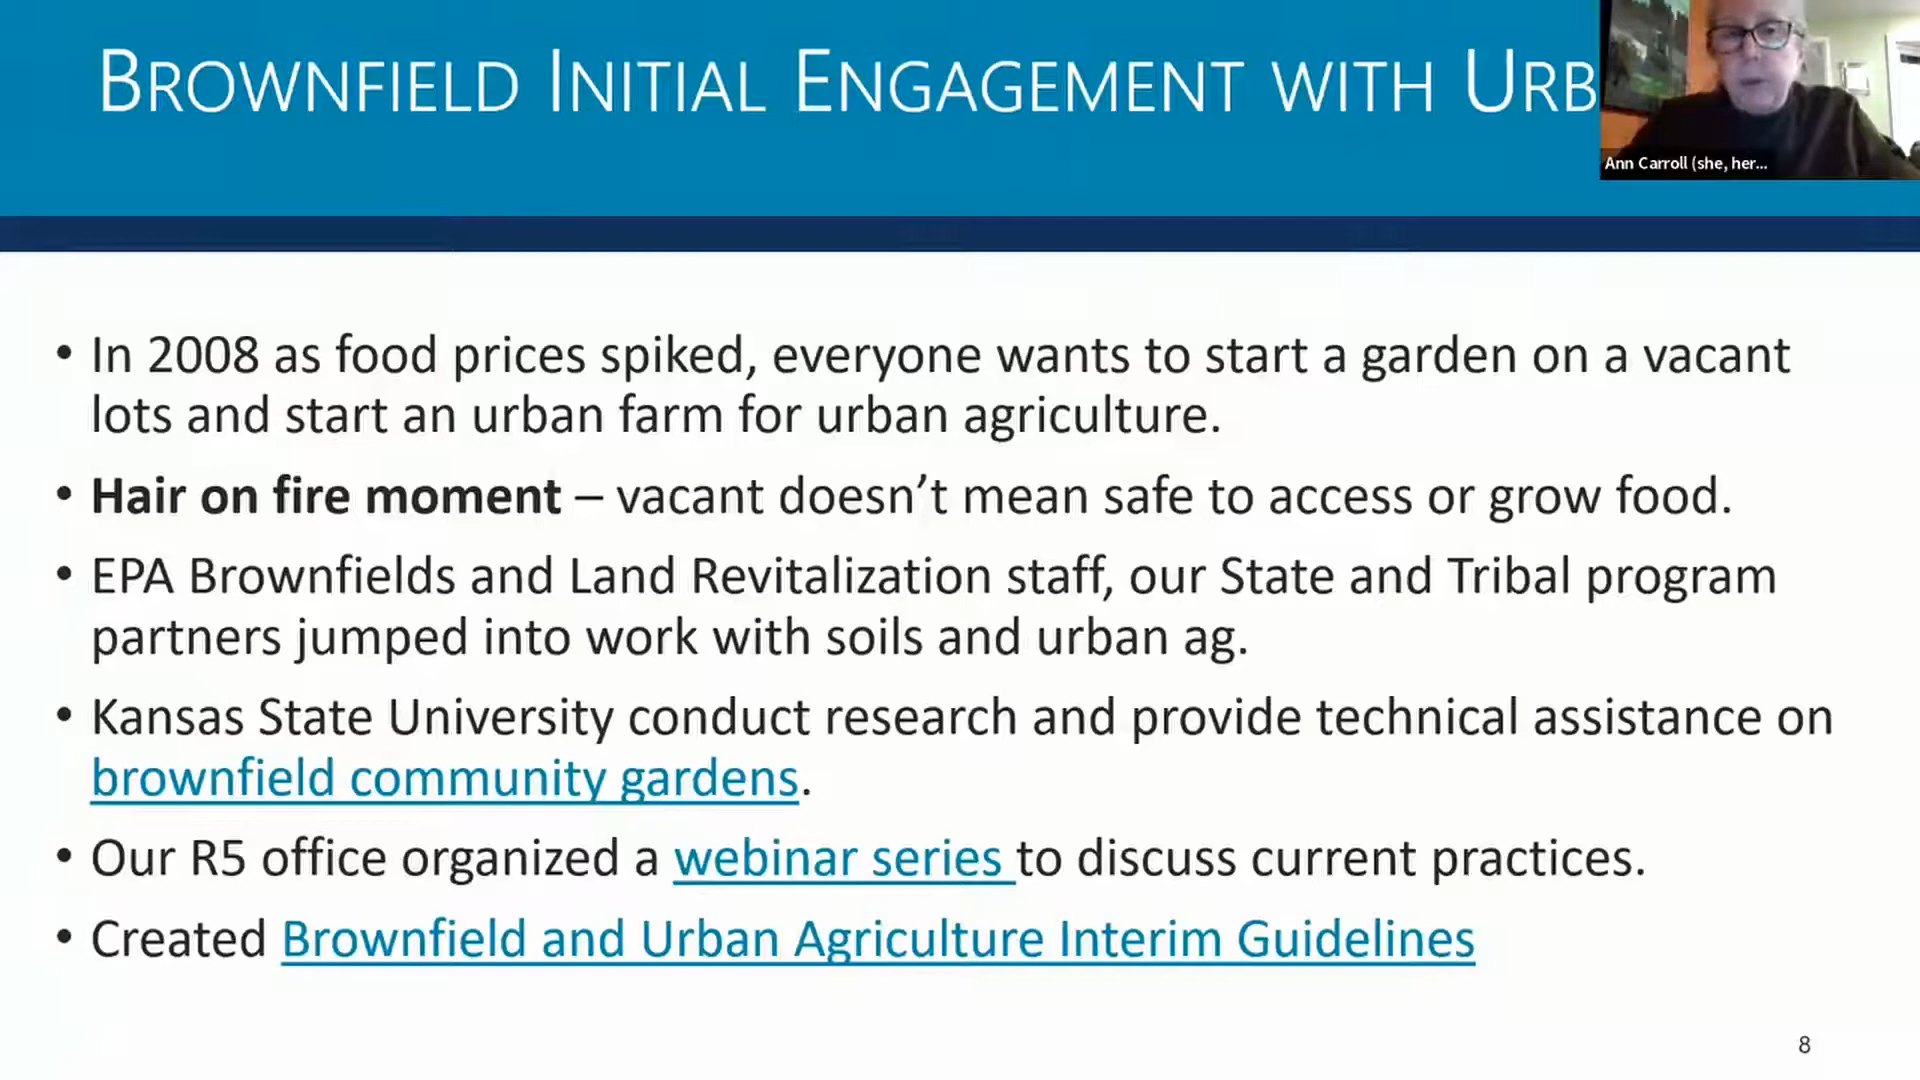 BROWNFIELD INITIAL ENGAGEMENT WITH URB
Ann Carroll (she, her...
• In 2008 as food prices spiked, everyone wants to start a garden on a vacant
lots and start an urban farm for urban agriculture.
• Hair on fire moment – vacant doesn’t mean safe to access or grow food.
• EPA Brownfields and Land Revitalization staff, our State and Tribal program
partners jumped into work with soils and urban ag.
• Kansas State University conduct research and provide technical assistance on
brownfield community gardens.
• Our R5 office organized a webinar series to discuss current practices.
• Created Brownfield and Urban Agriculture Interim Guidelines
8